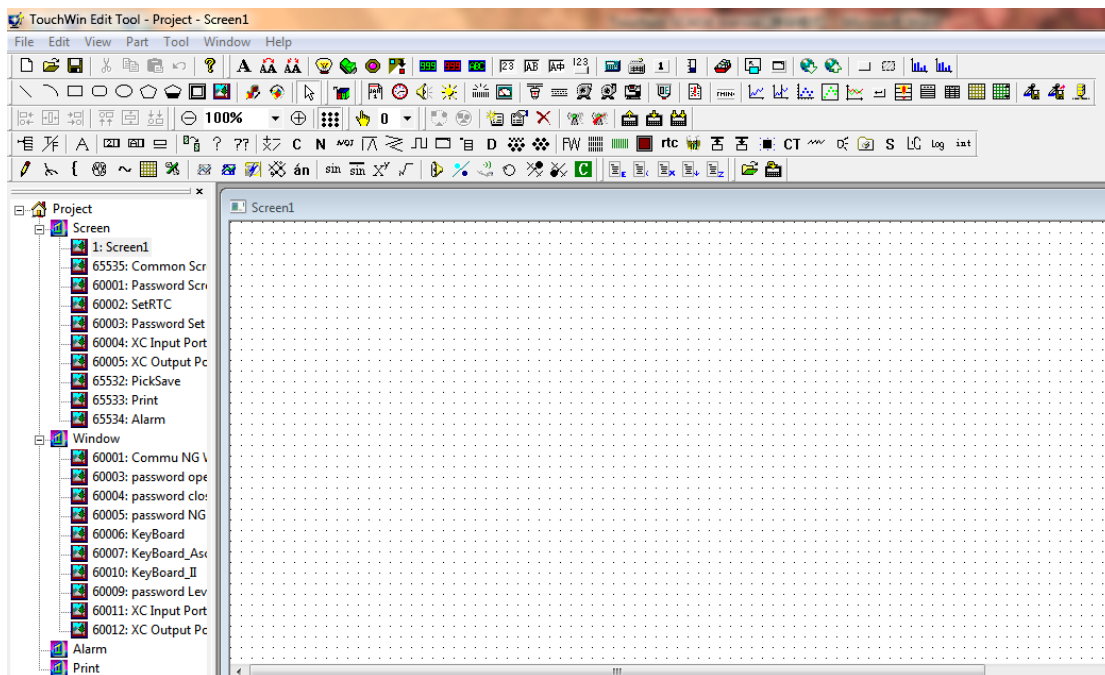 TouchWin Edit Tool - Project - Screen1
File Edit View Part Tool Window Help
100%
0
C N
D
FW
rtc
CT
S
log
int
án
sin
sin
C
Project
Screen1
Screen
1: Screen1
65535: Common Scr
60001: Password Scr
60002: SetRTC
60003: Password Set
60004: XC Input Port
60005: XC Output Po
65532: PickSave
65533: Print
65534: Alarm
Window
60001: Commu NG
60003: password ope
60004: password clo
60005: password NG
60006: KeyBoard
60007: KeyBoard_Asc
60010: KeyBoard_II
60009: password Lev
60011: XC Input Port
60012: XC Output Po
Alarm
Print